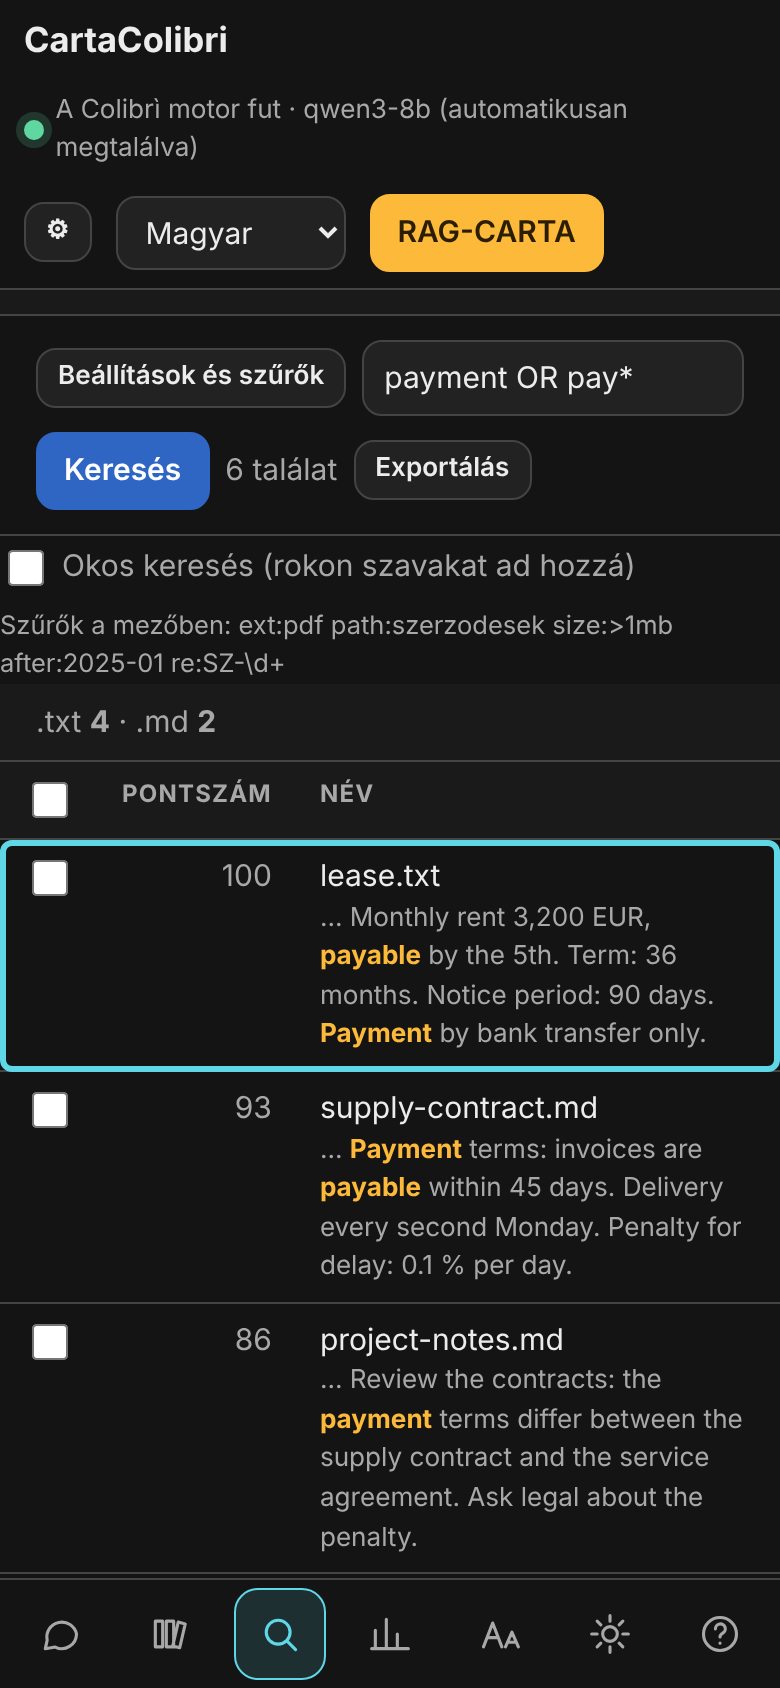 CartaColibri
A Colibrì motor fut · qwen3-8b (automatikusan
megtalálva)
Magyar
RAG-CARTA
Beállítások és szűrők
payment OR pay*
Keresés
6 találat
Exportálás
Okos keresés (rokon szavakat ad hozzá)
Szűrők a mezőben: ext:pdf path:szerzodesek size:>1mb
after:2025-01 re:SZ-\d+
.txt 4 · .md 2
PONTSZÁM NÉV
100 lease.txt
... Monthly rent 3,200 EUR,
payable by the 5th. Term: 36
months. Notice period: 90 days.
Payment by bank transfer only.
93 supply-contract.md
... Payment terms: invoices are
payable within 45 days. Delivery
every second Monday. Penalty for
delay: 0.1 % per day.
86 project-notes.md
... Review the contracts: the
payment terms differ between the
supply contract and the service
agreement. Ask legal about the
penalty.